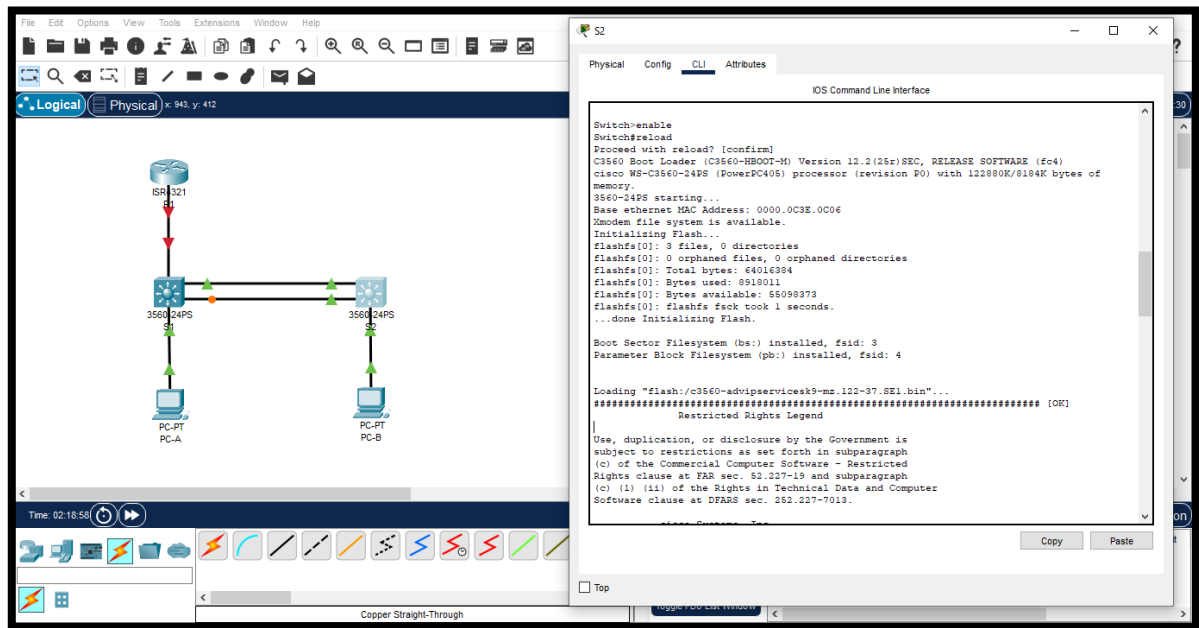 File Edit Options View Tools Extensions Window Help
Logical Physical x: 943, y: 412
ISR4321
R1
3560-24PS
S1
3560-24PS
S2
PC-PT
PC-A
PC-PT
PC-B
Time: 02:18:58
Copper Straight-Through
S2
Physical Config CLI Attributes
IOS Command Line Interface
Switch>enable
Switch#reload
Proceed with reload? [confirm]
C3560 Boot Loader (C3560-HBOOT-M) Version 12.2(25r)SEC, RELEASE SOFTWARE (fc4)
cisco WS-C3560-24PS (PowerPC405) processor (revision P0) with 122880K/8184K bytes of
memory.
3560-24PS starting...
Base ethernet MAC Address: 0000.0C3E.0C06
Xmodem file system is available.
Initializing Flash...
flashfs[0]: 3 files, 0 directories
flashfs[0]: 0 orphaned files, 0 orphaned directories
flashfs[0]: Total bytes: 64016384
flashfs[0]: Bytes used: 8918011
flashfs[0]: Bytes available: 55098373
flashfs[0]: flashfs fsck took 1 seconds.
...done Initializing Flash.
Boot Sector Filesystem (bs:) installed, fsid: 3
Parameter Block Filesystem (pb:) installed, fsid: 4
Loading "flash:/c3560-advipservicesk9-mz.122-37.SE1.bin"...
########################################################################## [OK]
Restricted Rights Legend
Use, duplication, or disclosure by the Government is
subject to restrictions as set forth in subparagraph
(c) of the Commercial Computer Software - Restricted
Rights clause at FAR sec. 52.227-19 and subparagraph
(c) (1) (ii) of the Rights in Technical Data and Computer
Software clause at DFARS sec. 252.227-7013.
cisco Systems, Inc.
Copy Paste
Top
Toggle PDU List Window
:30
on
?